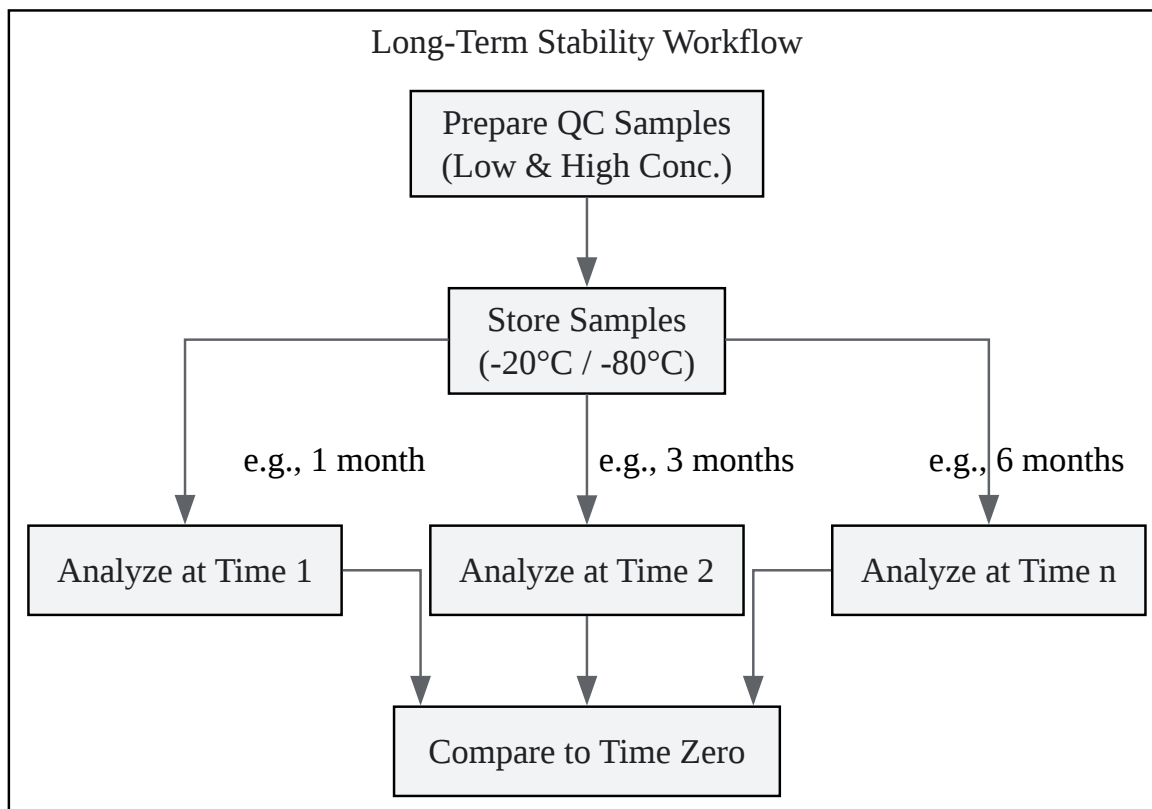 Long-Term Stability Workflow
Prepare QC Samples
(Low & High Conc.)
Store Samples
(-20°C / -80°C)
e.g., 1 month
e.g., 3 months
e.g., 6 months
Analyze at Time 1
Analyze at Time 2
Analyze at Time n
Compare to Time Zero